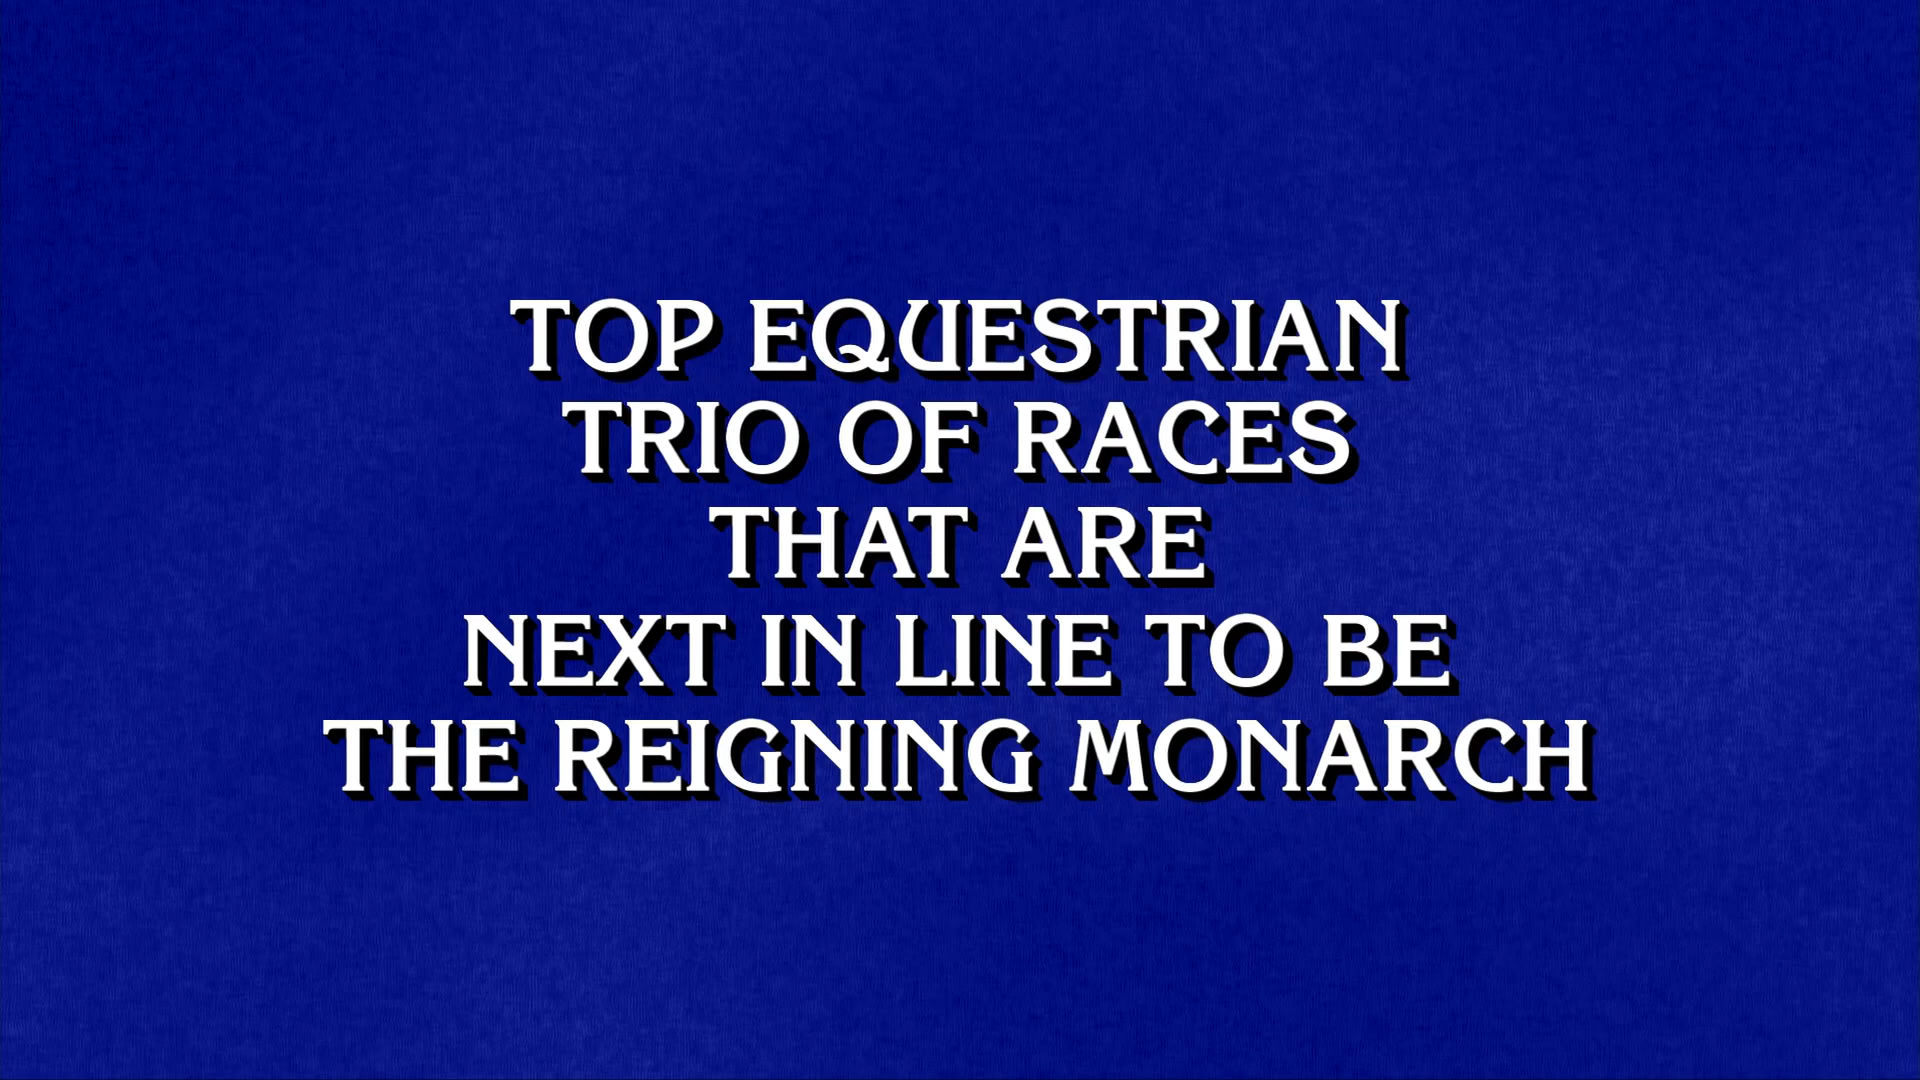 TOP EQUESTRIAN
TRIO OF RACES
THAT ARE
NEXT IN LINE TO BE
THE REIGNING MONARCH